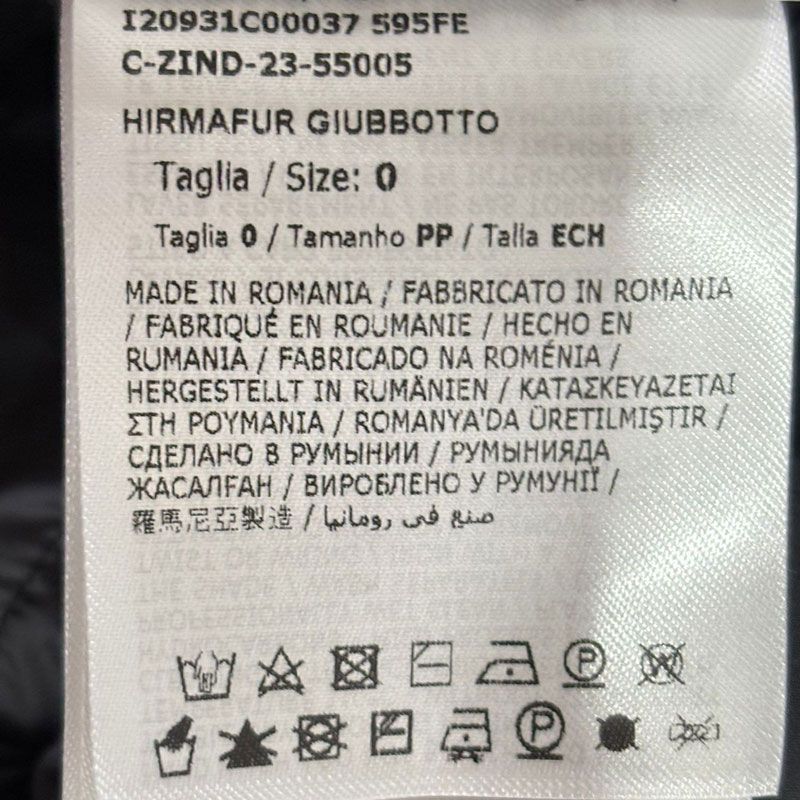 I20931C00037 595FE
C-ZIND-23-55005
HIRMAFUR GIUBBOTTO
Taglia / Size: 0
Taglia 0 / Tamanho PP / Talla ECH
MADE IN ROMANIA / FABBRICATO IN ROMANIA
/ FABRIQUÉ EN ROUMANIE / HECHO EN
RUMANIA / FABRICADO NA ROMÉNIA /
HERGESTELLT IN RUMÄNIEN / ΚΑΤΑΣΚΕΥΑΖΕΤΑΙ
ΣΤΗ ΡΟΥΜΑΝΙΑ / ROMANYA'DA ÜRETILMIŞTIR /
СДЕЛАНО В РУМЫНИИ / РУМЫНИЯДА
ЖАСАЛҒАН / ВИРОБЛЕНО У РУМУНІЇ /
羅馬尼亞製造 / صنع في رومانيا
P W
P